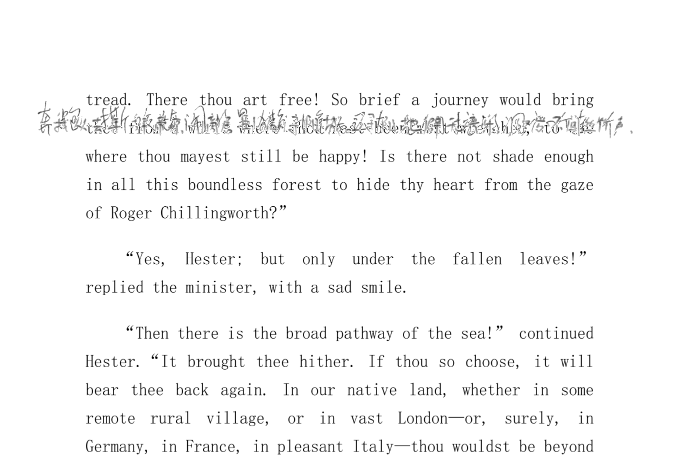 tread. There thou art free! So brief a journey would bring
where thou mayest still be happy! Is there not shade enough
in all this boundless forest to hide thy heart from the gaze
of Roger Chillingworth?”
“Yes, Hester; but only under the fallen leaves!”
replied the minister, with a sad smile.
“Then there is the broad pathway of the sea!” continued
Hester.“It brought thee hither. If thou so choose, it will
bear thee back again. In our native land, whether in some
remote rural village, or in vast London—or, surely, in
Germany, in France, in pleasant Italy—thou wouldst be beyond